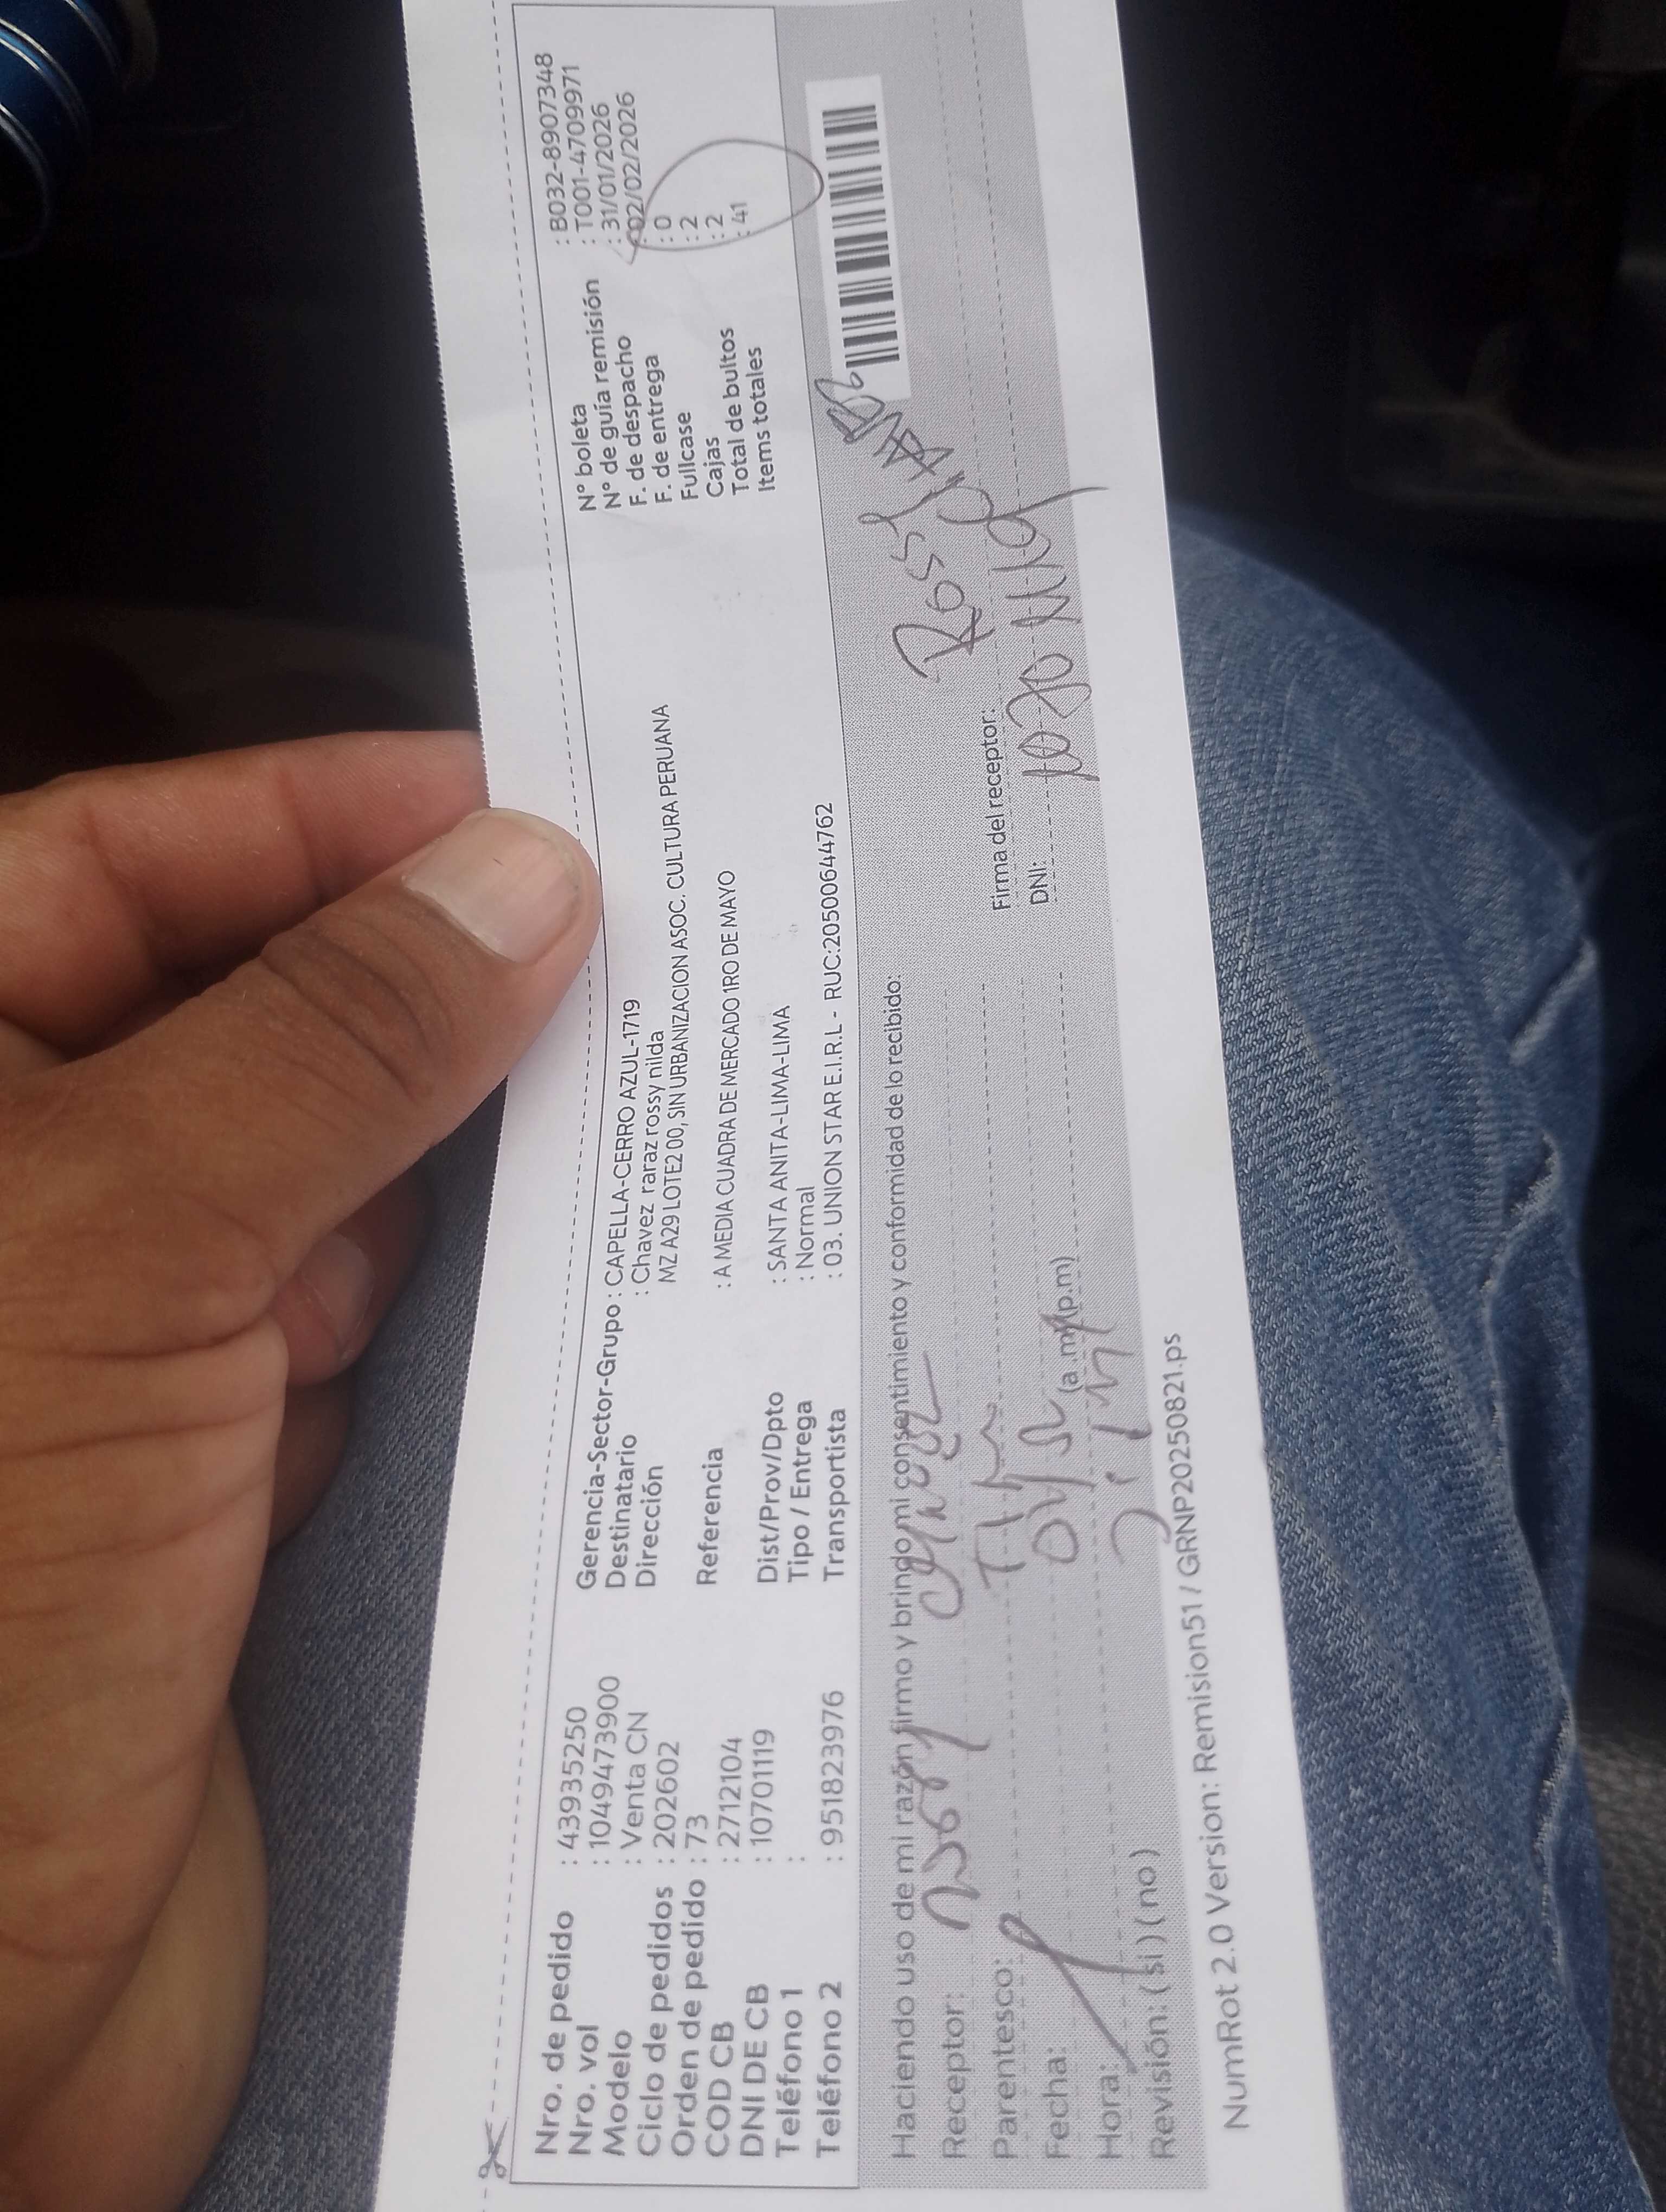 Nro. de pedido : 43935250
Nro. vol : 1049473900
Modelo : Venta CN
Ciclo de pedidos : 202602
Orden de pedido : 73
COD CB : 2712104
DNI DE CB : 10701119
Teléfono 1 :
Teléfono 2 : 951823976
Gerencia-Sector-Grupo : CAPELLA-CERRO AZUL-1719
Destinatario : Chavez raraz rossy nilda
Dirección MZ A29 LOTE2 00, SIN URBANIZACION ASOC. CULTURA PERUANA
Referencia : A MEDIA CUADRA DE MERCADO 1RO DE MAYO
Dist/Prov/Dpto : SANTA ANITA-LIMA-LIMA
Tipo / Entrega : Normal
Transportista : 03. UNION STAR E.I.R.L - RUC:20500644762
N° boleta : B032-8907348
N° de guía remisión : T001-4709971
F. de despacho : 31/01/2026
F. de entrega : 02/02/2026
Fullcase : 0
Cajas : 2
Total de bultos : 2
Items totales : 41
Haciendo uso de mi razón firmo y brindo mi consentimiento y conformidad de lo recibido:
Receptor:
Parentesco:
Fecha:
Hora: (a.m)(p.m)
Revisión: (si) (no)
Firma del receptor:
DNI:
NumRot 2.0 Version: Remision51 / GRNP20250821.ps